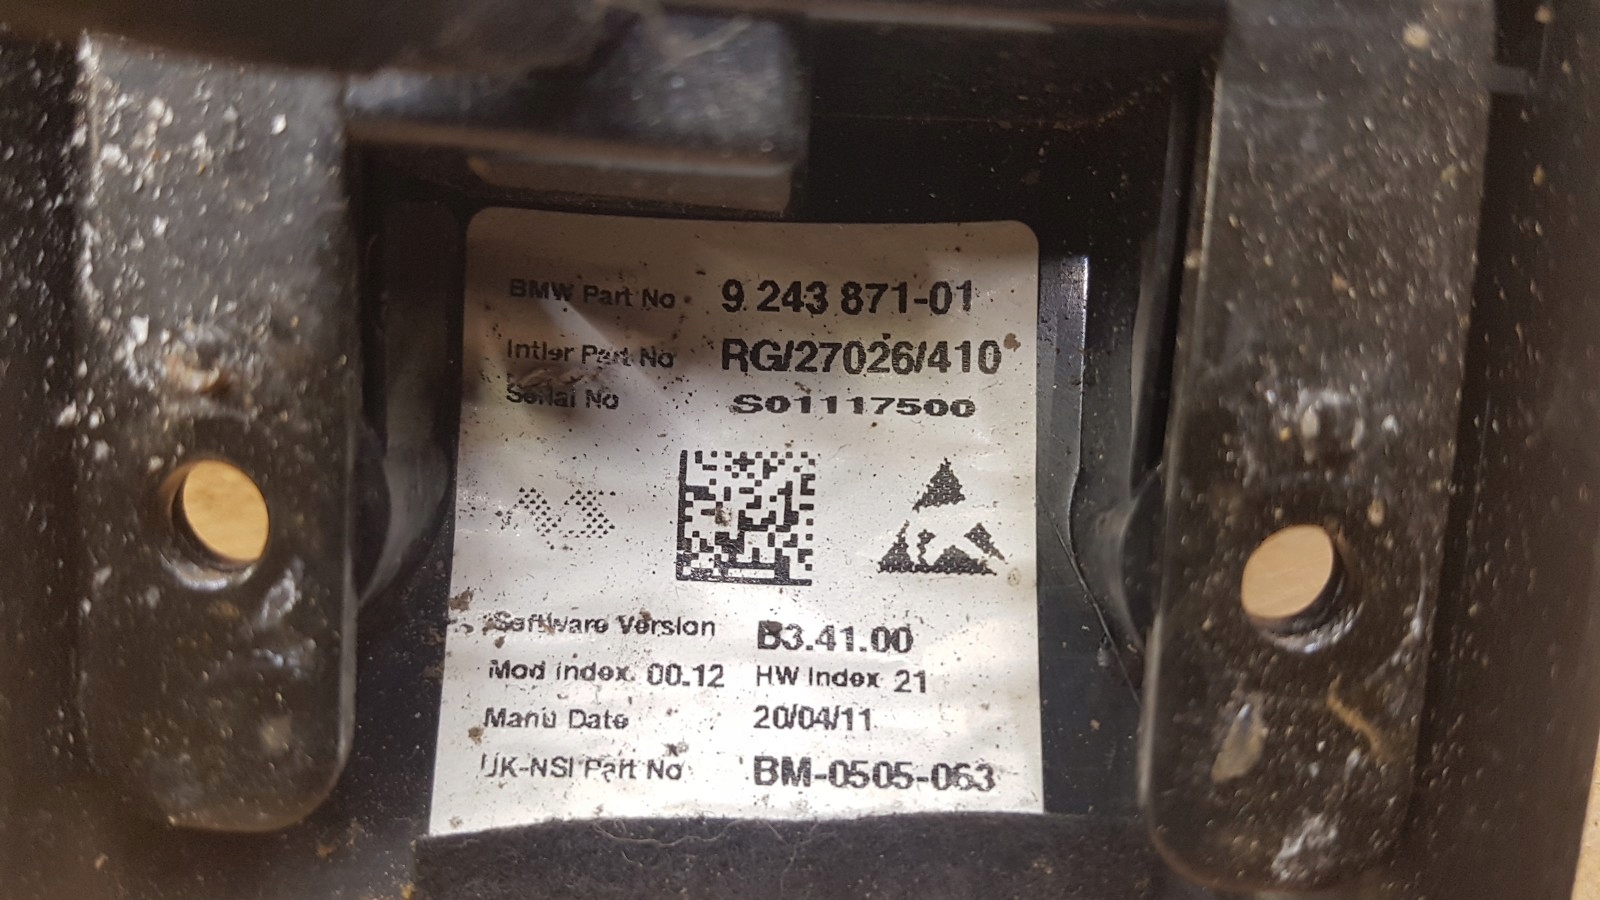 BMW Part No 9 243 871-01
Intier Part No RG/27026/410
Serial No S01117500
Software Version B3.41.00
Mod index. 00.12 HW Index 21
Manu Date 20/04/11
UK-NSI Part No BM-0505-063